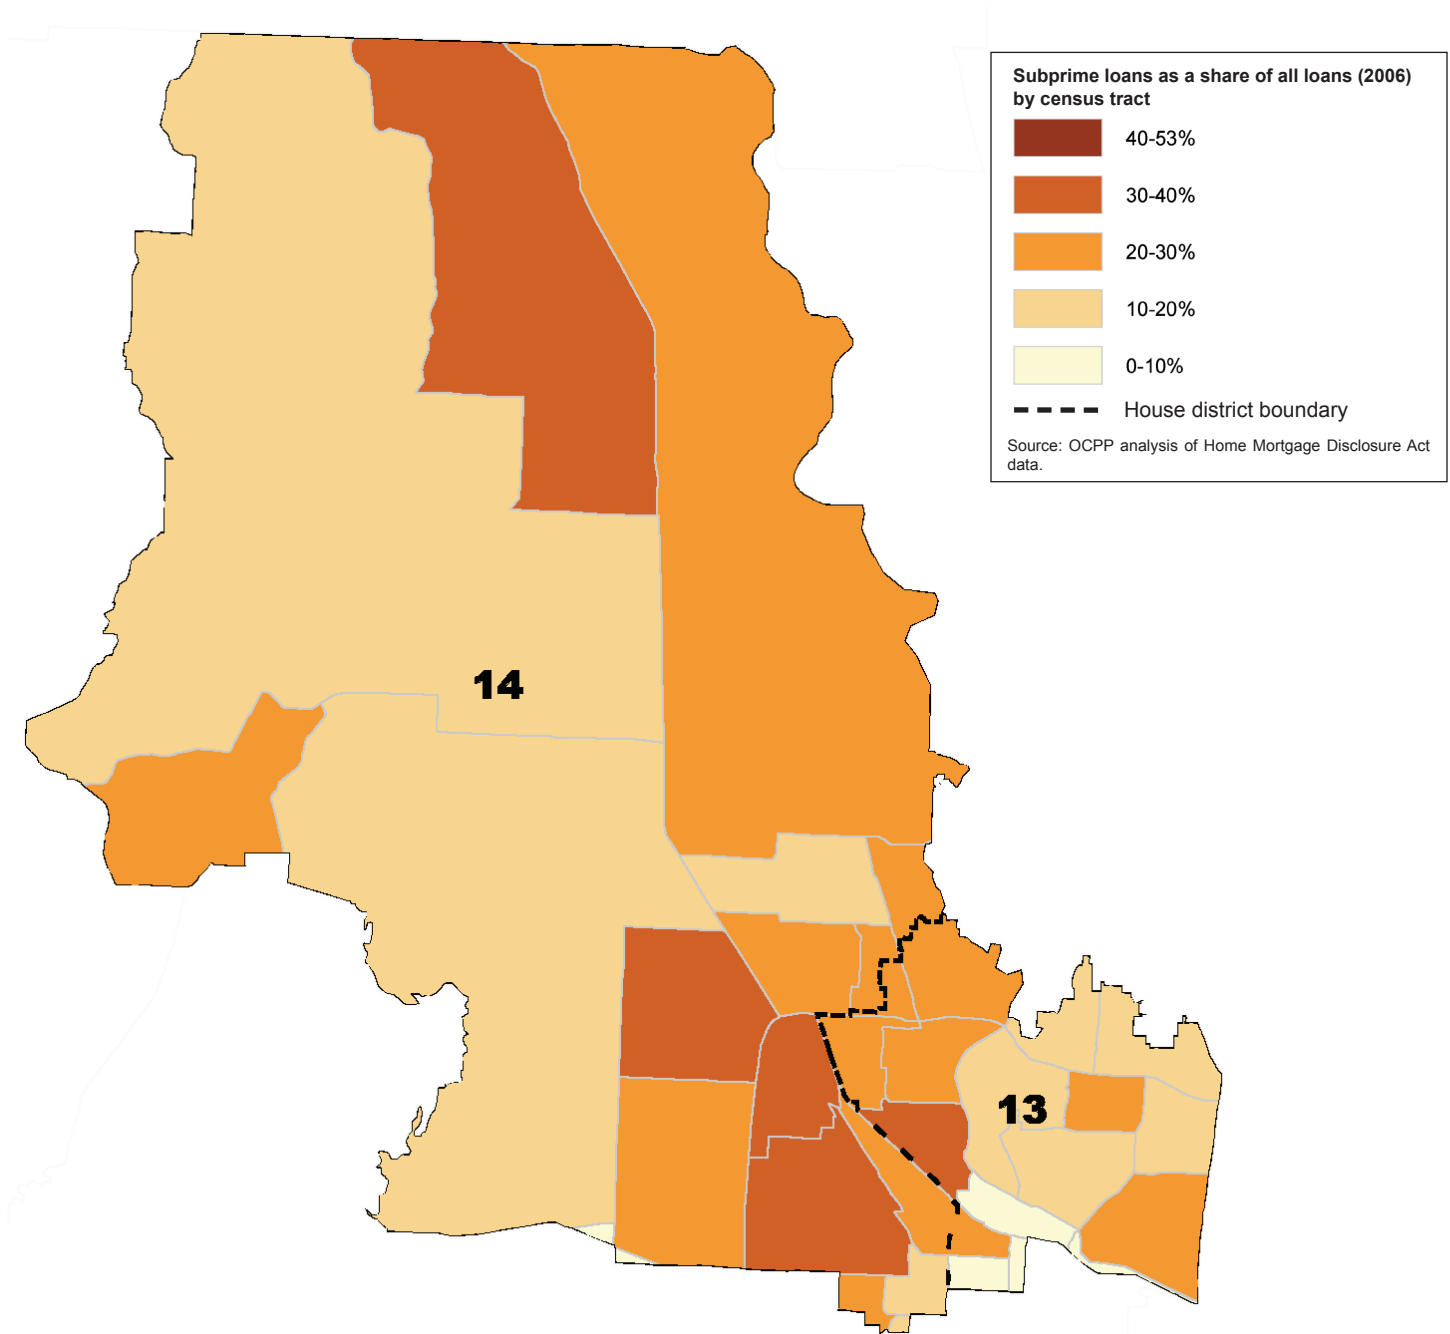 Subprime loans as a share of all loans (2006)
by census tract
40-53%
30-40%
20-30%
10-20%
0-10%
House district boundary
Source: OCPP analysis of Home Mortgage Disclosure Act
data.
14
13